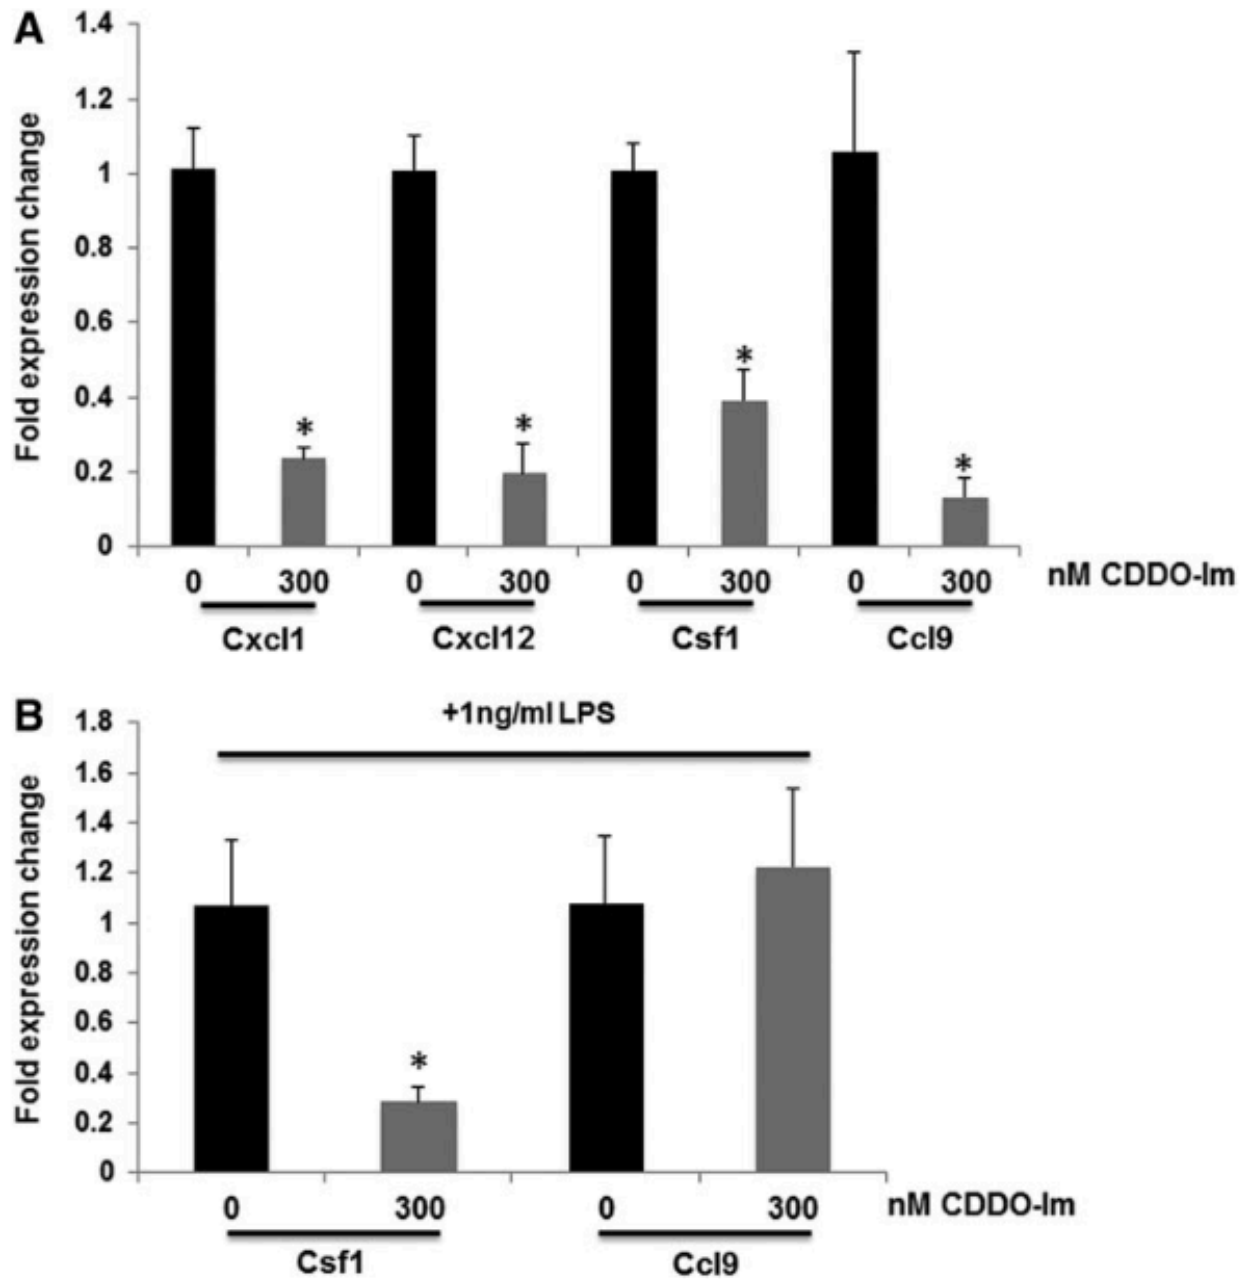 A
Fold expression change
1.4
1.2
1
0.8
0.6
0.4
0.2
0
* * * *
0 300 0 300 0 300 0 300 nM CDDO-Im
Cxcl1 Cxcl12 Csf1 Ccl9
B
+1ng/ml LPS
Fold expression change
1.8
1.6
1.4
1.2
1
0.8
0.6
0.4
0.2
0
*
0 300 0 300 nM CDDO-Im
Csf1 Ccl9